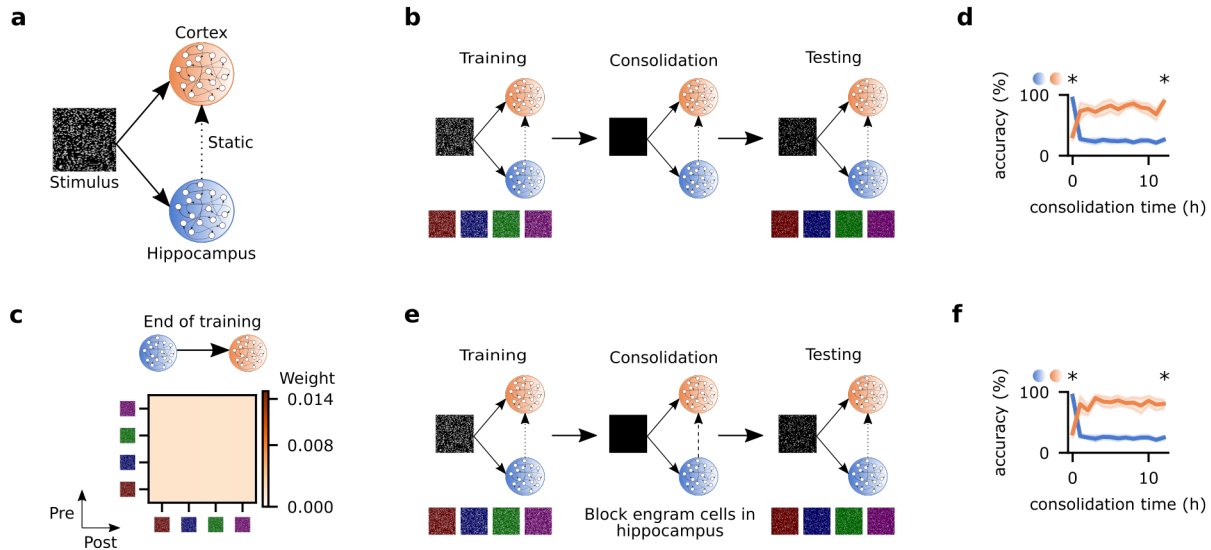 a
Cortex
Static
Stimulus
Hippocampus
b
Training
Consolidation
Testing
d
*
*
100
0
accuracy (%)
0
10
consolidation time (h)
c
End of training
Weight
0.014
0.008
0.000
Pre
Post
e
Training
Consolidation
Testing
Block engram cells in
hippocampus
f
*
*
100
0
accuracy (%)
0
10
consolidation time (h)